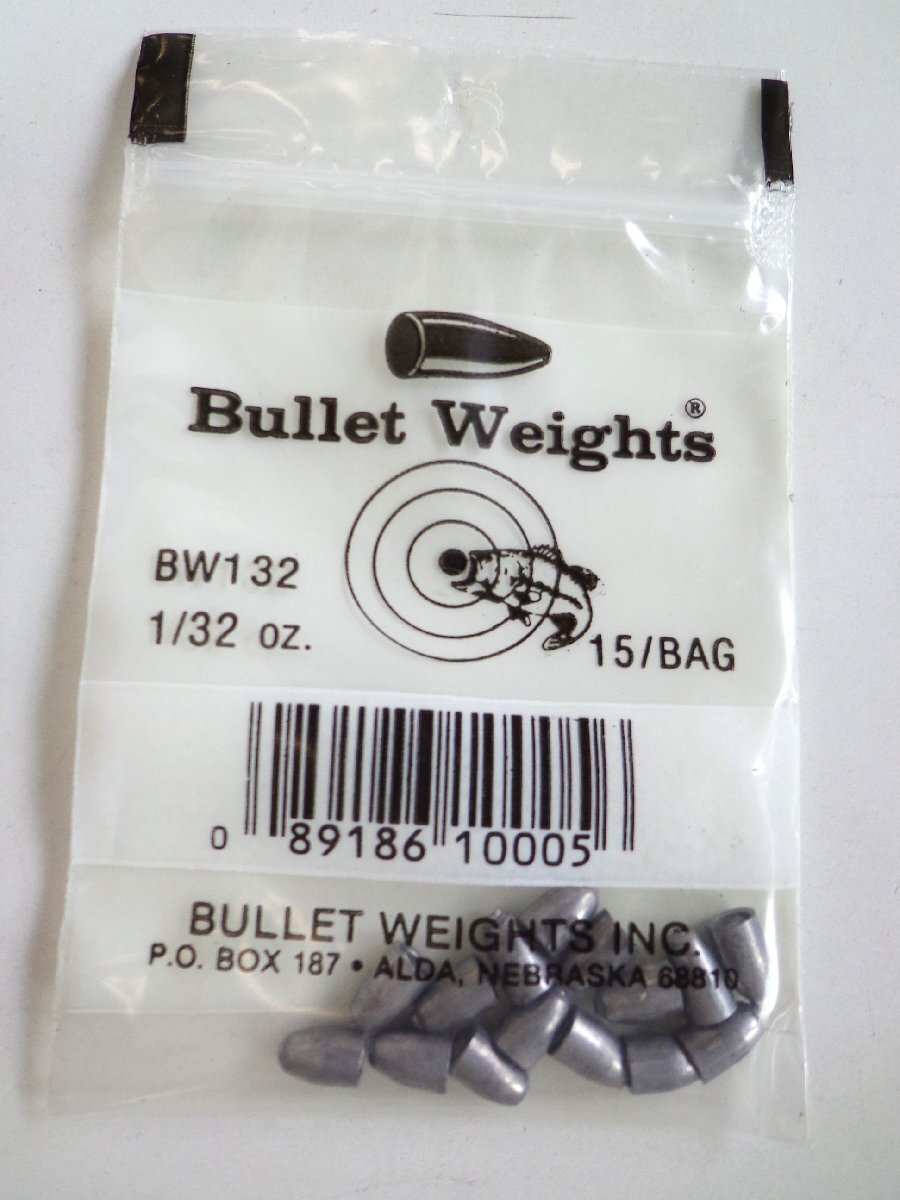 Bullet Weights®
BW132
1/32 oz.
15/BAG
0 89186 10005
BULLET WEIGHTS INC.
P.O. BOX 187 • ALDA, NEBRASKA 68810